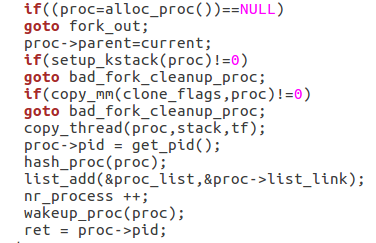 if((proc=alloc_proc())==NULL)
goto fork_out;
proc->parent=current;
if(setup_kstack(proc)!=0)
goto bad_fork_cleanup_proc;
if(copy_mm(clone_flags,proc)!=0)
goto bad_fork_cleanup_proc;
copy_thread(proc,stack,tf);
proc->pid = get_pid();
hash_proc(proc);
list_add(&proc_list,&proc->list_link);
nr_process ++;
wakeup_proc(proc);
ret = proc->pid;